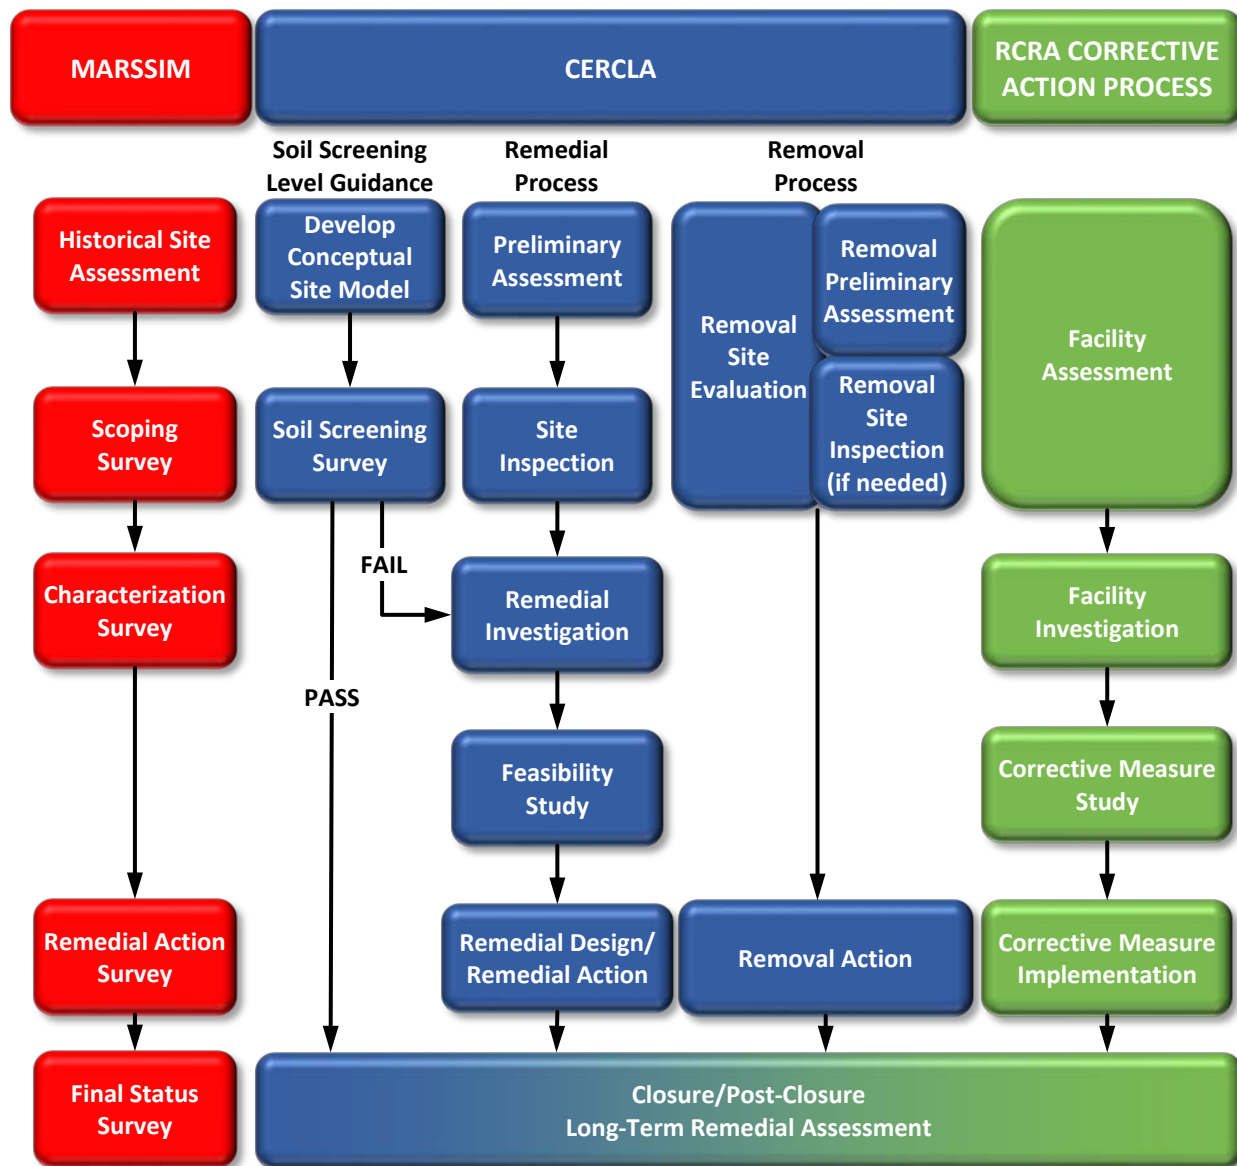 MARSSIM
CERCLA
RCRA CORRECTIVE
ACTION PROCESS
Soil Screening
Level Guidance
Remedial
Process
Removal
Process
Historical Site
Assessment
Develop
Conceptual
Site Model
Preliminary
Assessment
Removal
Site
Evaluation
Removal
Preliminary
Assessment
Facility
Assessment
Scoping
Survey
Soil Screening
Survey
Site
Inspection
Removal
Site
Inspection
(if needed)
FAIL
Characterization
Survey
Remedial
Investigation
Facility
Investigation
PASS
Feasibility
Study
Corrective Measure
Study
Remedial Action
Survey
Remedial Design/
Remedial Action
Removal Action
Corrective Measure
Implementation
Final Status
Survey
Closure/Post-Closure
Long-Term Remedial Assessment